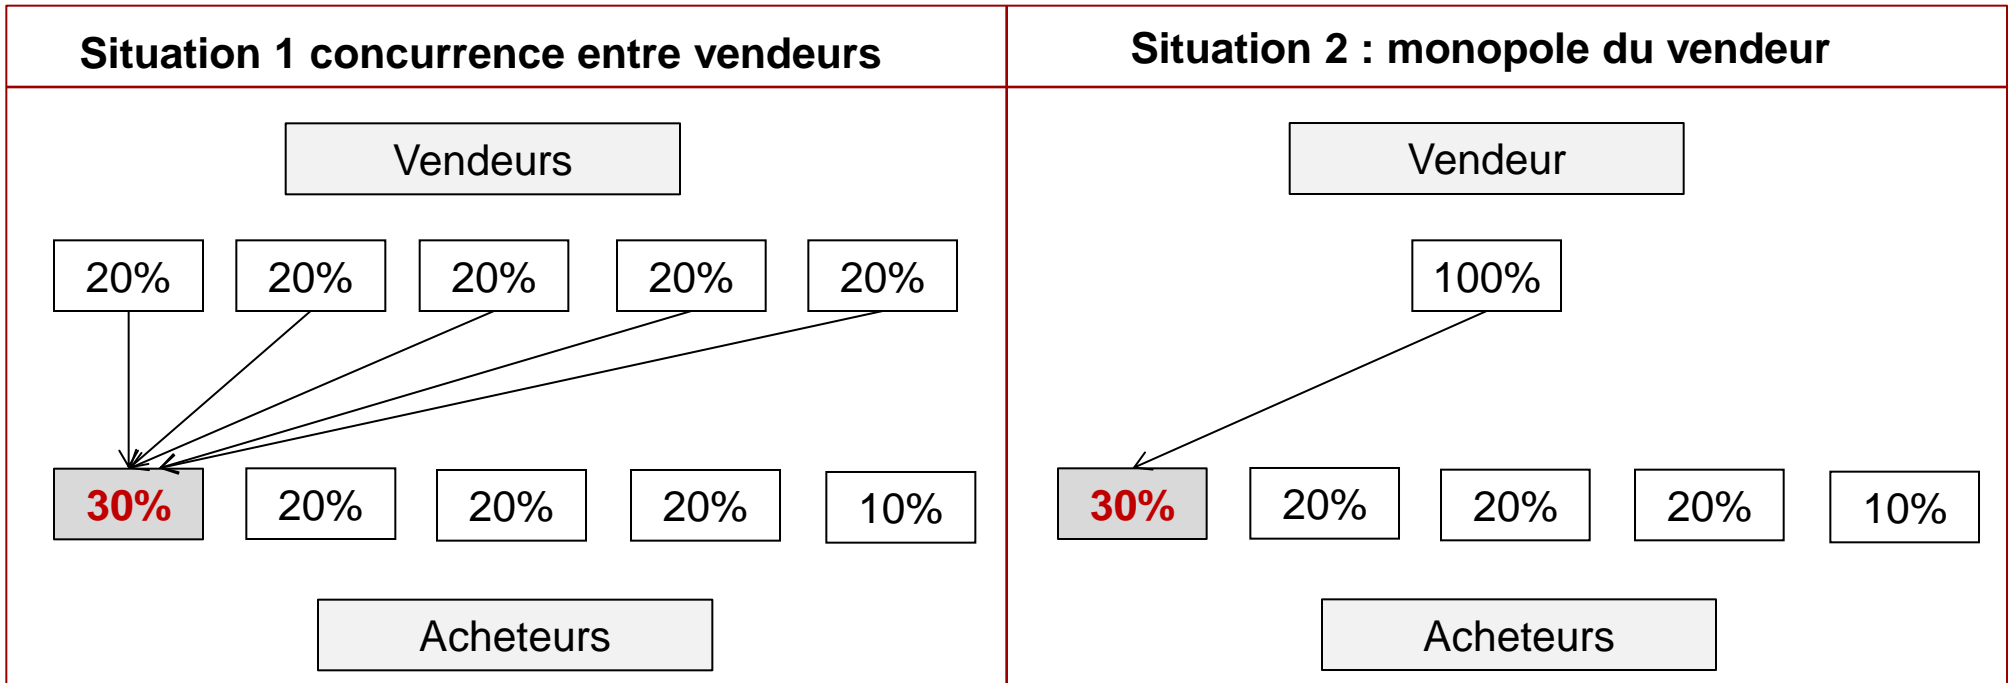 Situation 1 concurrence entre vendeurs
Vendeurs
20% 20% 20% 20% 20%
30% 20% 20% 20% 10%
Acheteurs
Situation 2 : monopole du vendeur
Vendeur
100%
30% 20% 20% 20% 10%
Acheteurs